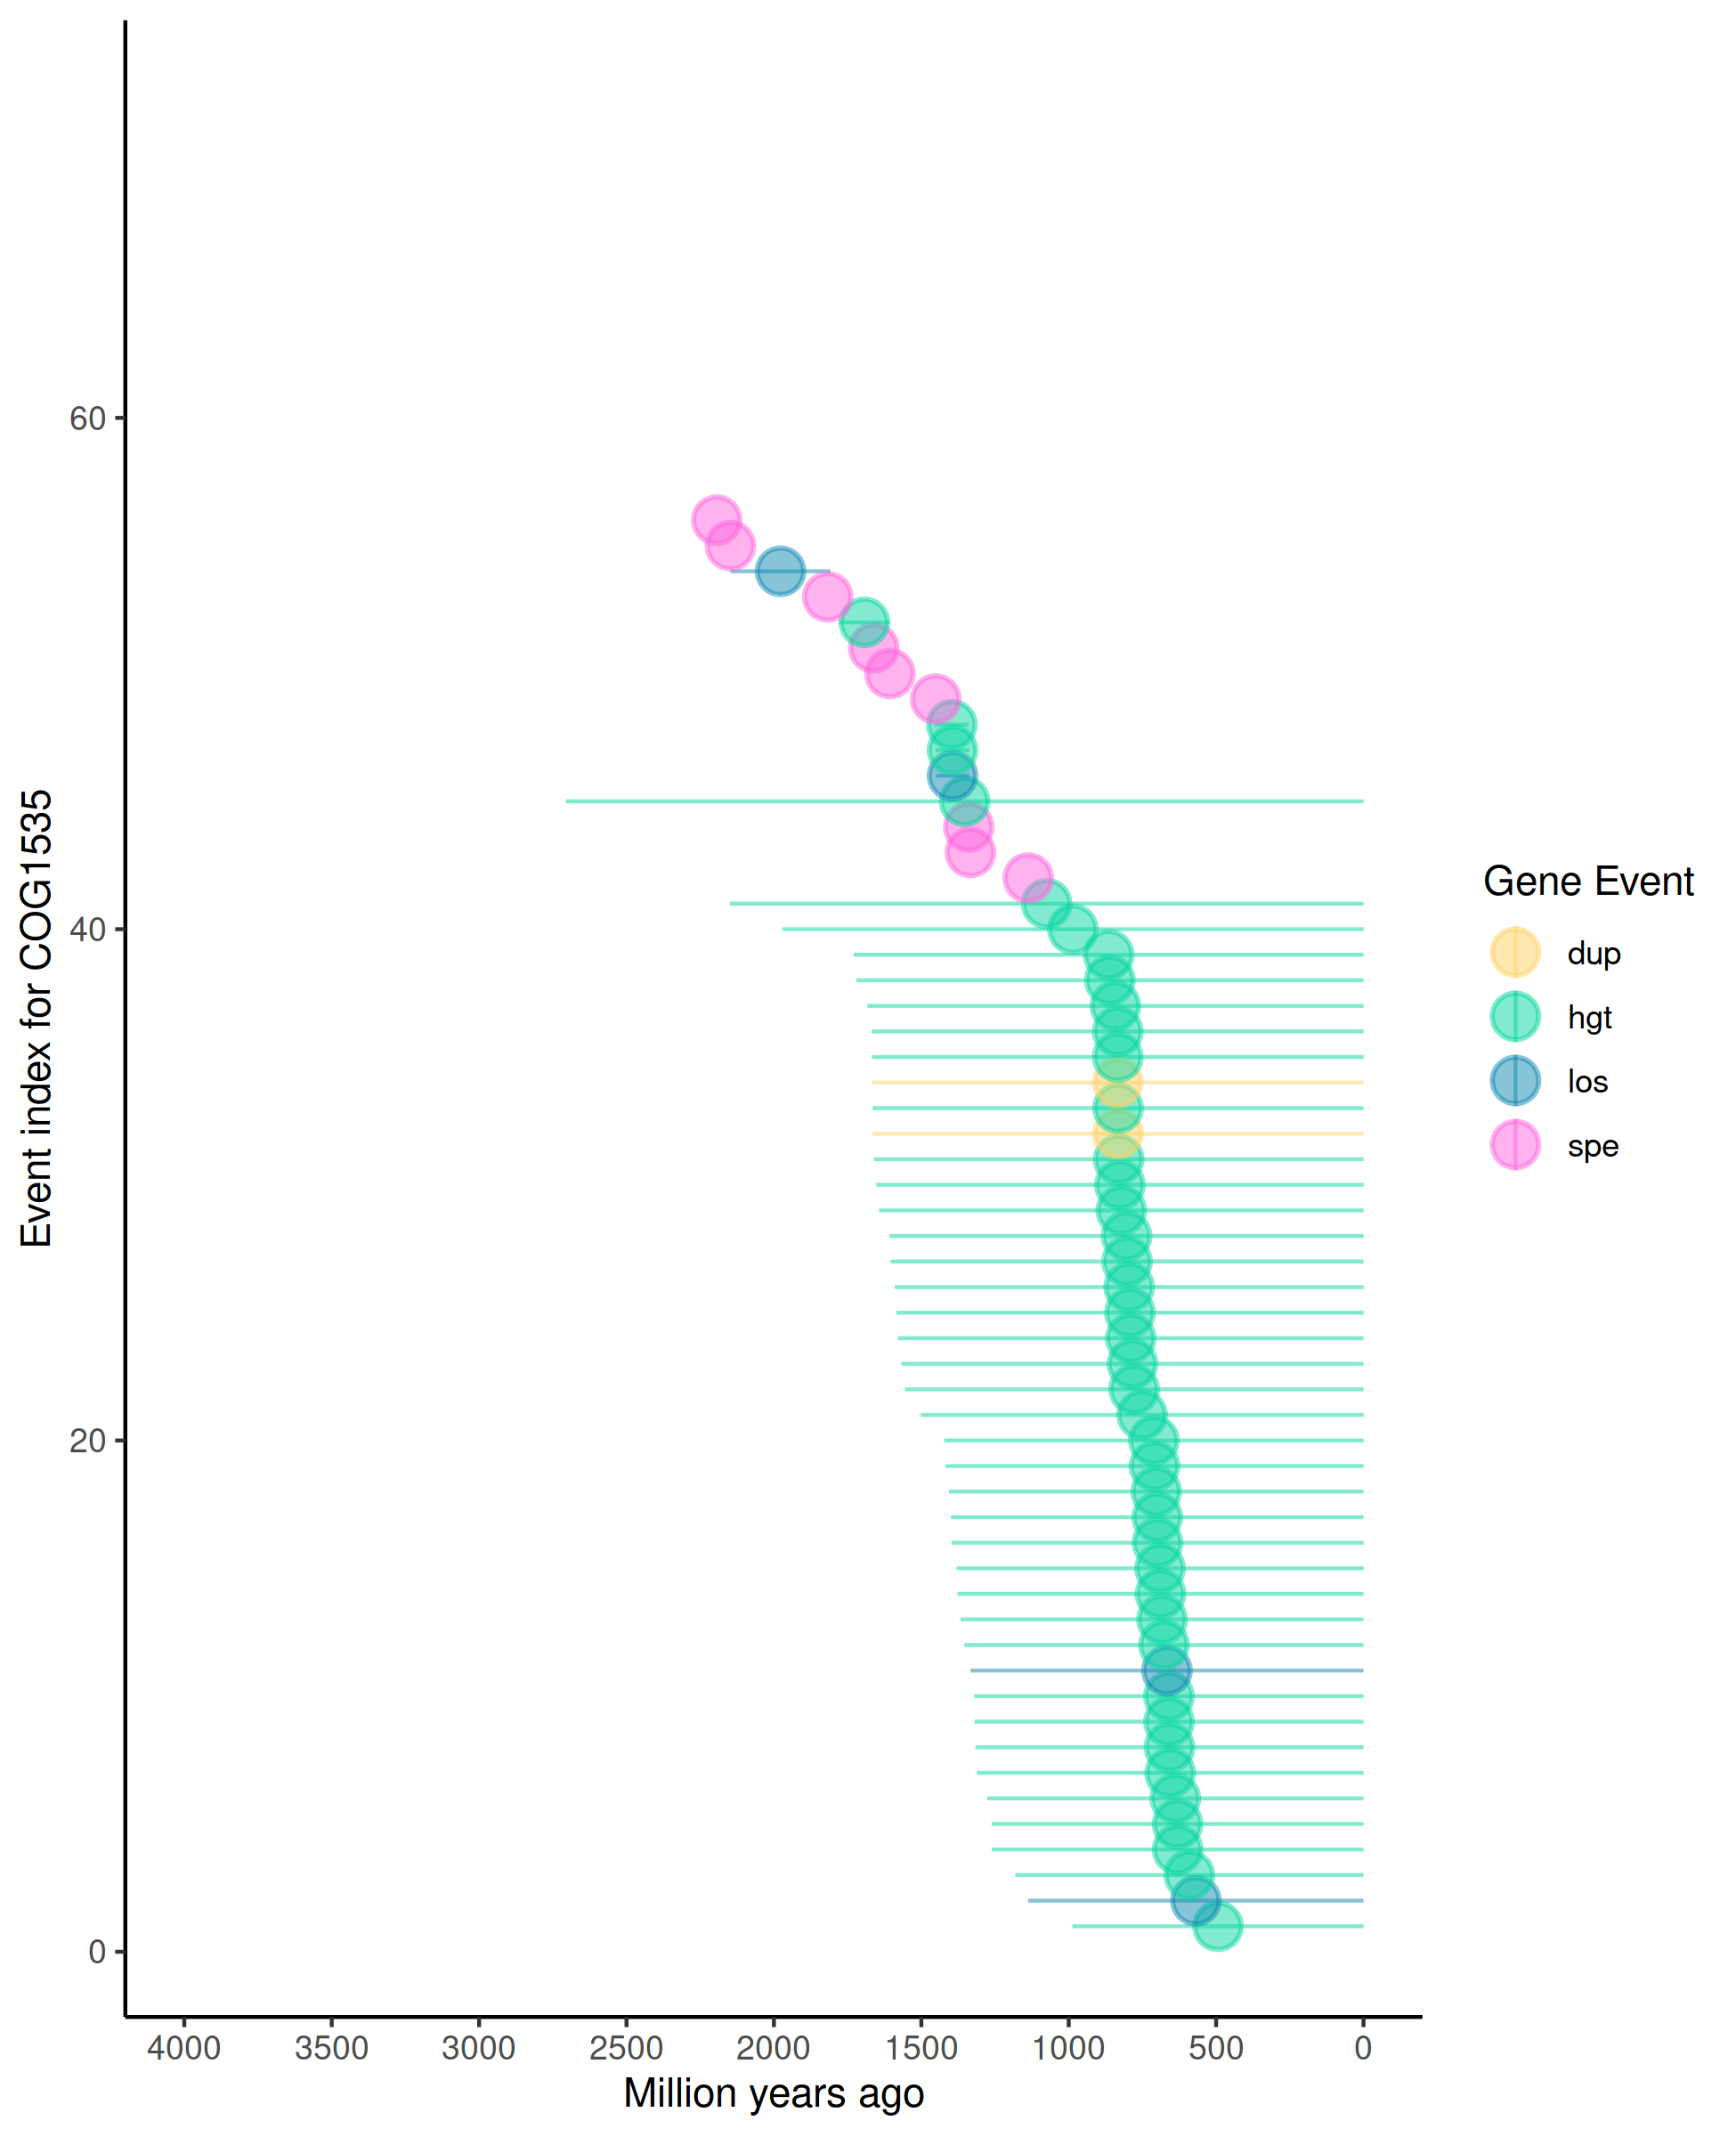 Event index for COG1535
60
40
20
0
4000 3500 3000 2500 2000 1500 1000 500 0
Million years ago
Gene Event
dup
hgt
los
spe